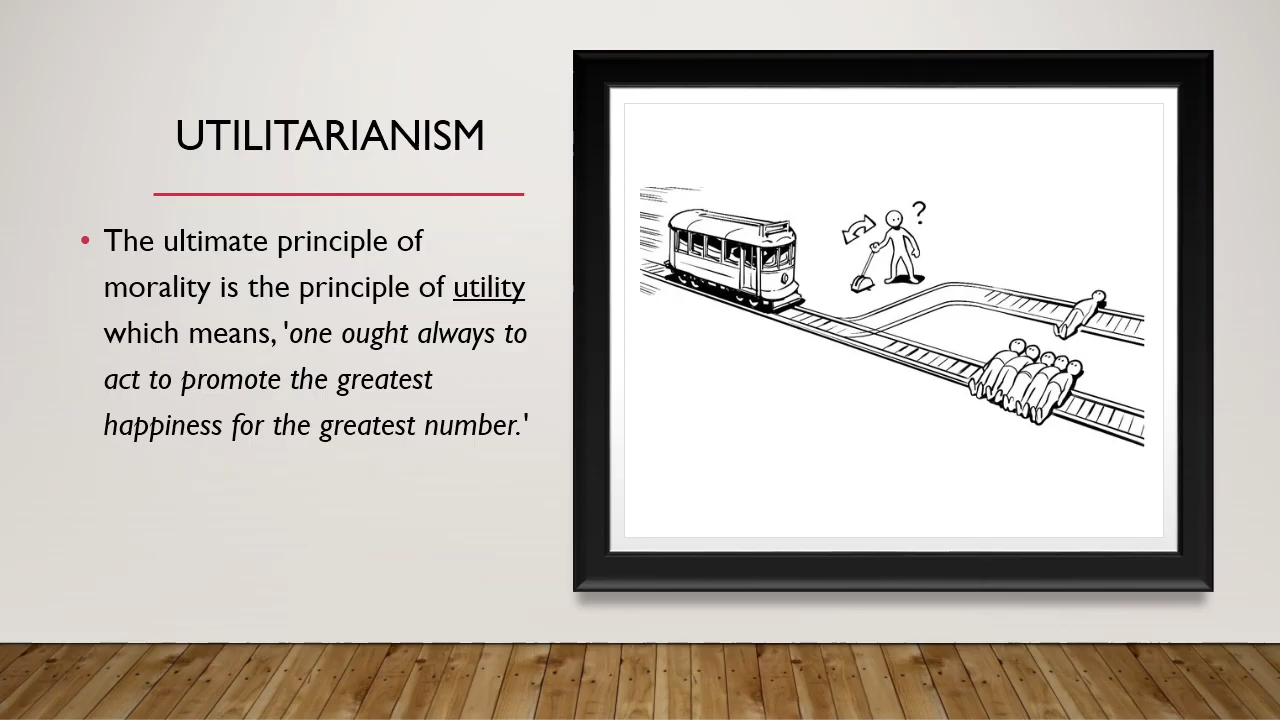 UTILITARIANISM
• The ultimate principle of
morality is the principle of utility
which means, 'one ought always to
act to promote the greatest
happiness for the greatest number.'
?